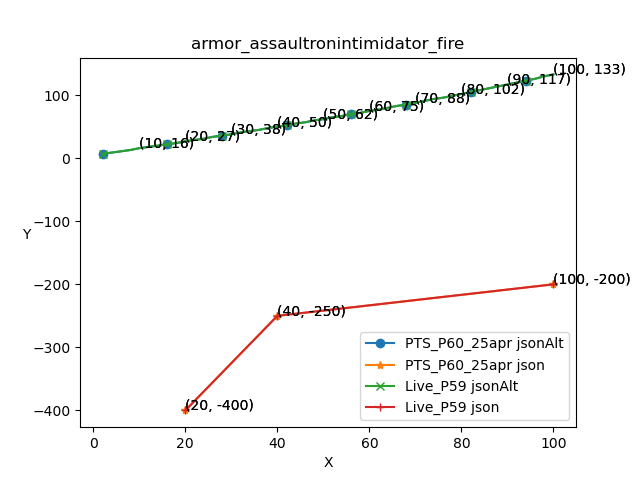 armor_assaultronintimidator_fire
(100, 133)
(90, 117)
(80, 102)
(70, 88)
(60, 75)
(50, 62)
(40, 50)
(30, 38)
(20, 27)
(10, 16)
100
0
−100
−200
−300
−400
Y
(100, -200)
(40, -250)
(20, -400)
PTS_P60_25apr jsonAlt
PTS_P60_25apr json
Live_P59 jsonAlt
Live_P59 json
0 20 40 60 80 100
X